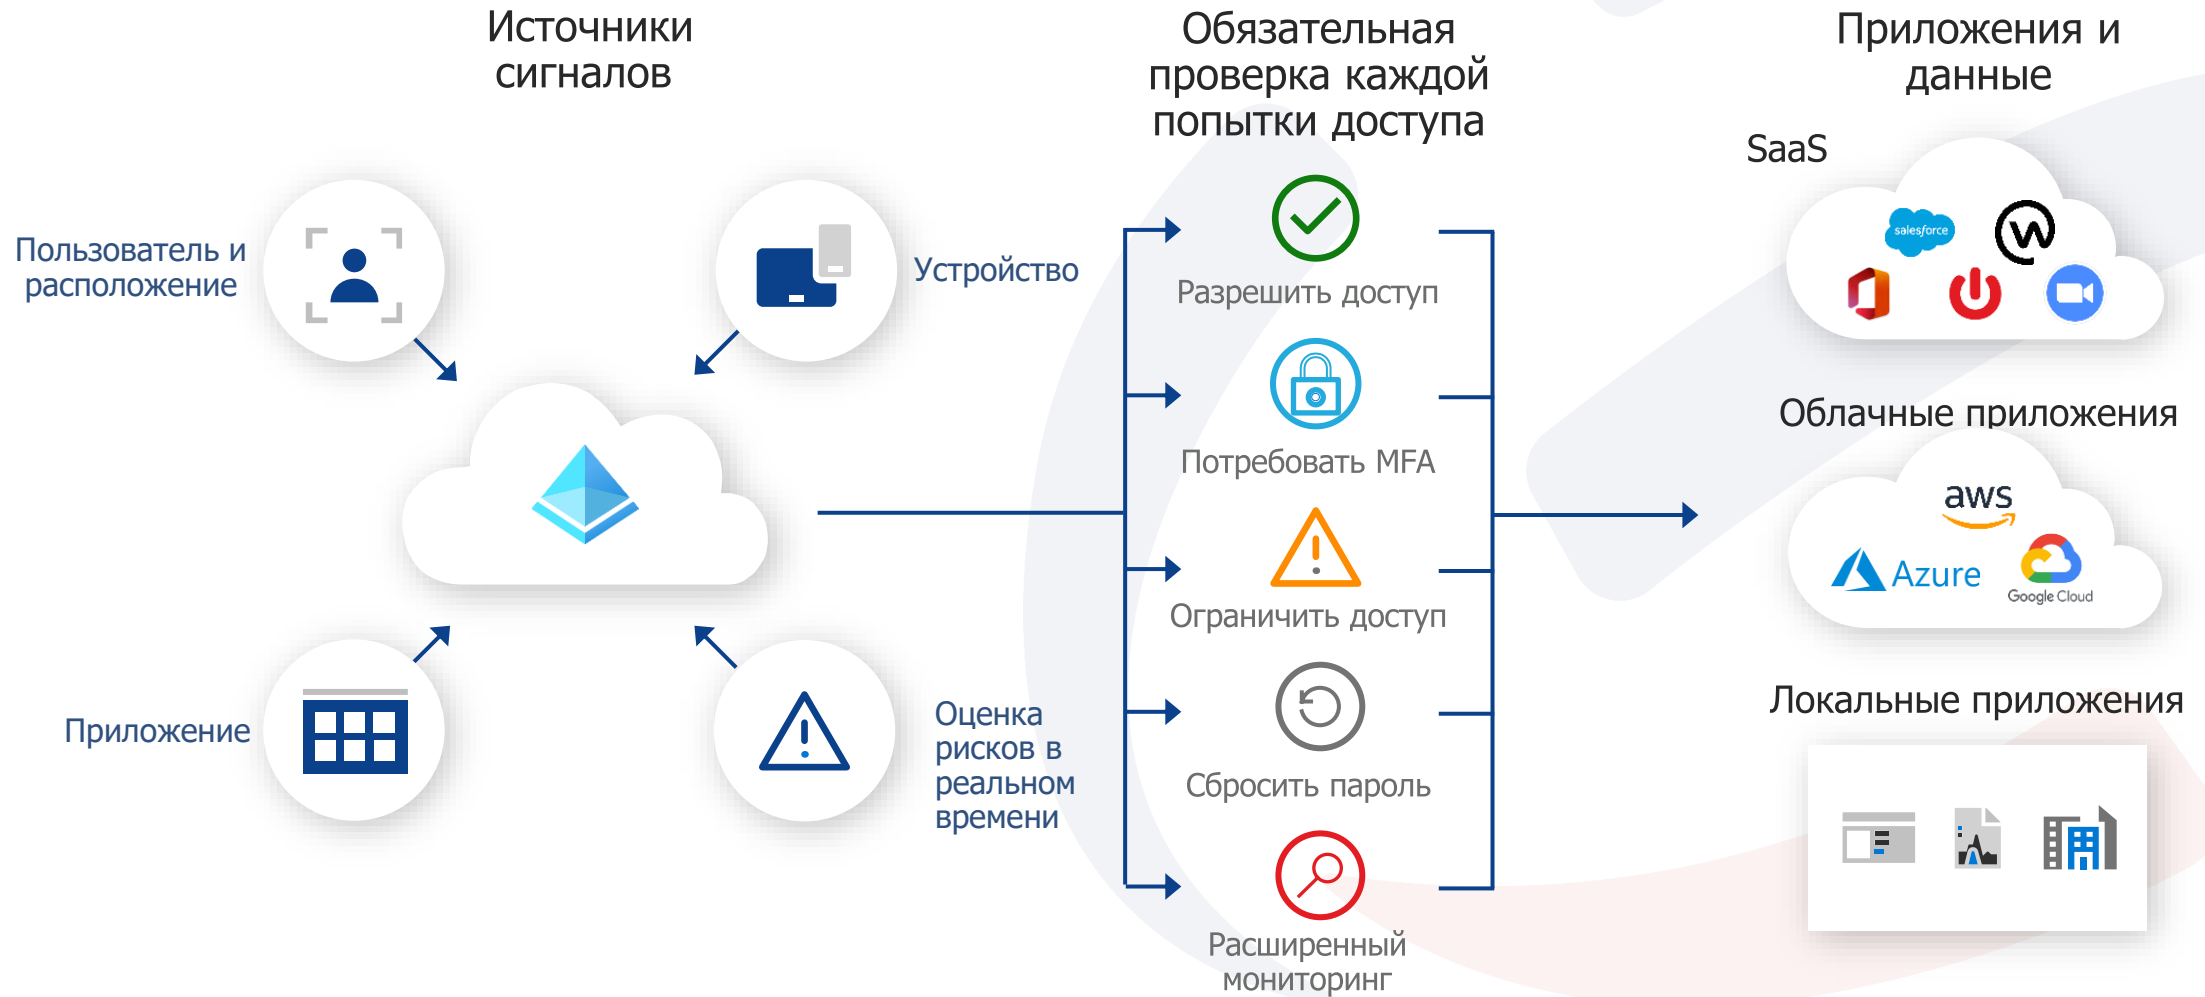 Источники
сигналов
Пользователь и
расположение
Устройство
Приложение
Оценка
рисков в
реальном
времени
Обязательная
проверка каждой
попытки доступа
Разрешить доступ
Потребовать MFA
Ограничить доступ
Сбросить пароль
Расширенный
мониторинг
Приложения и
данные
SaaS
salesforce
Облачные приложения
aws
Azure
Google Cloud
Локальные приложения